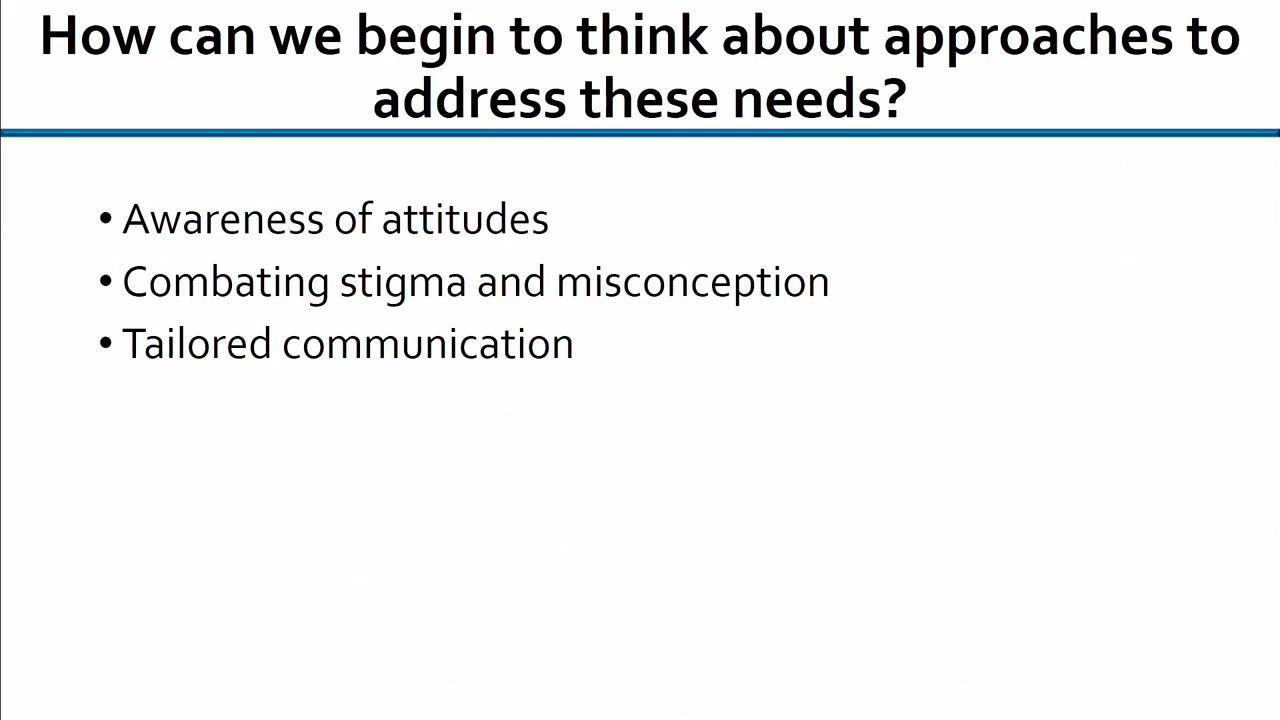 How can we begin to think about approaches to
address these needs?
• Awareness of attitudes
• Combating stigma and misconception
• Tailored communication